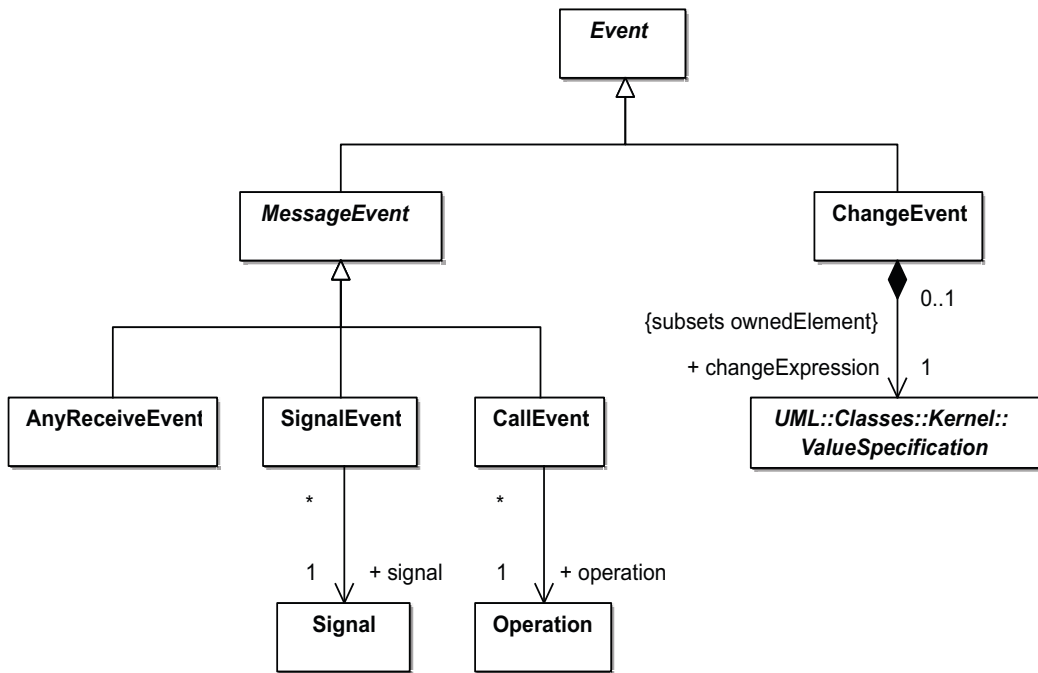 Event
MessageEvent
ChangeEvent
0..1
{subsets ownedElement}
+ changeExpression
1
AnyReceiveEvent
SignalEvent
CallEvent
UML::Classes::Kernel::
ValueSpecification
*
*
1
+ signal
1
+ operation
Signal
Operation